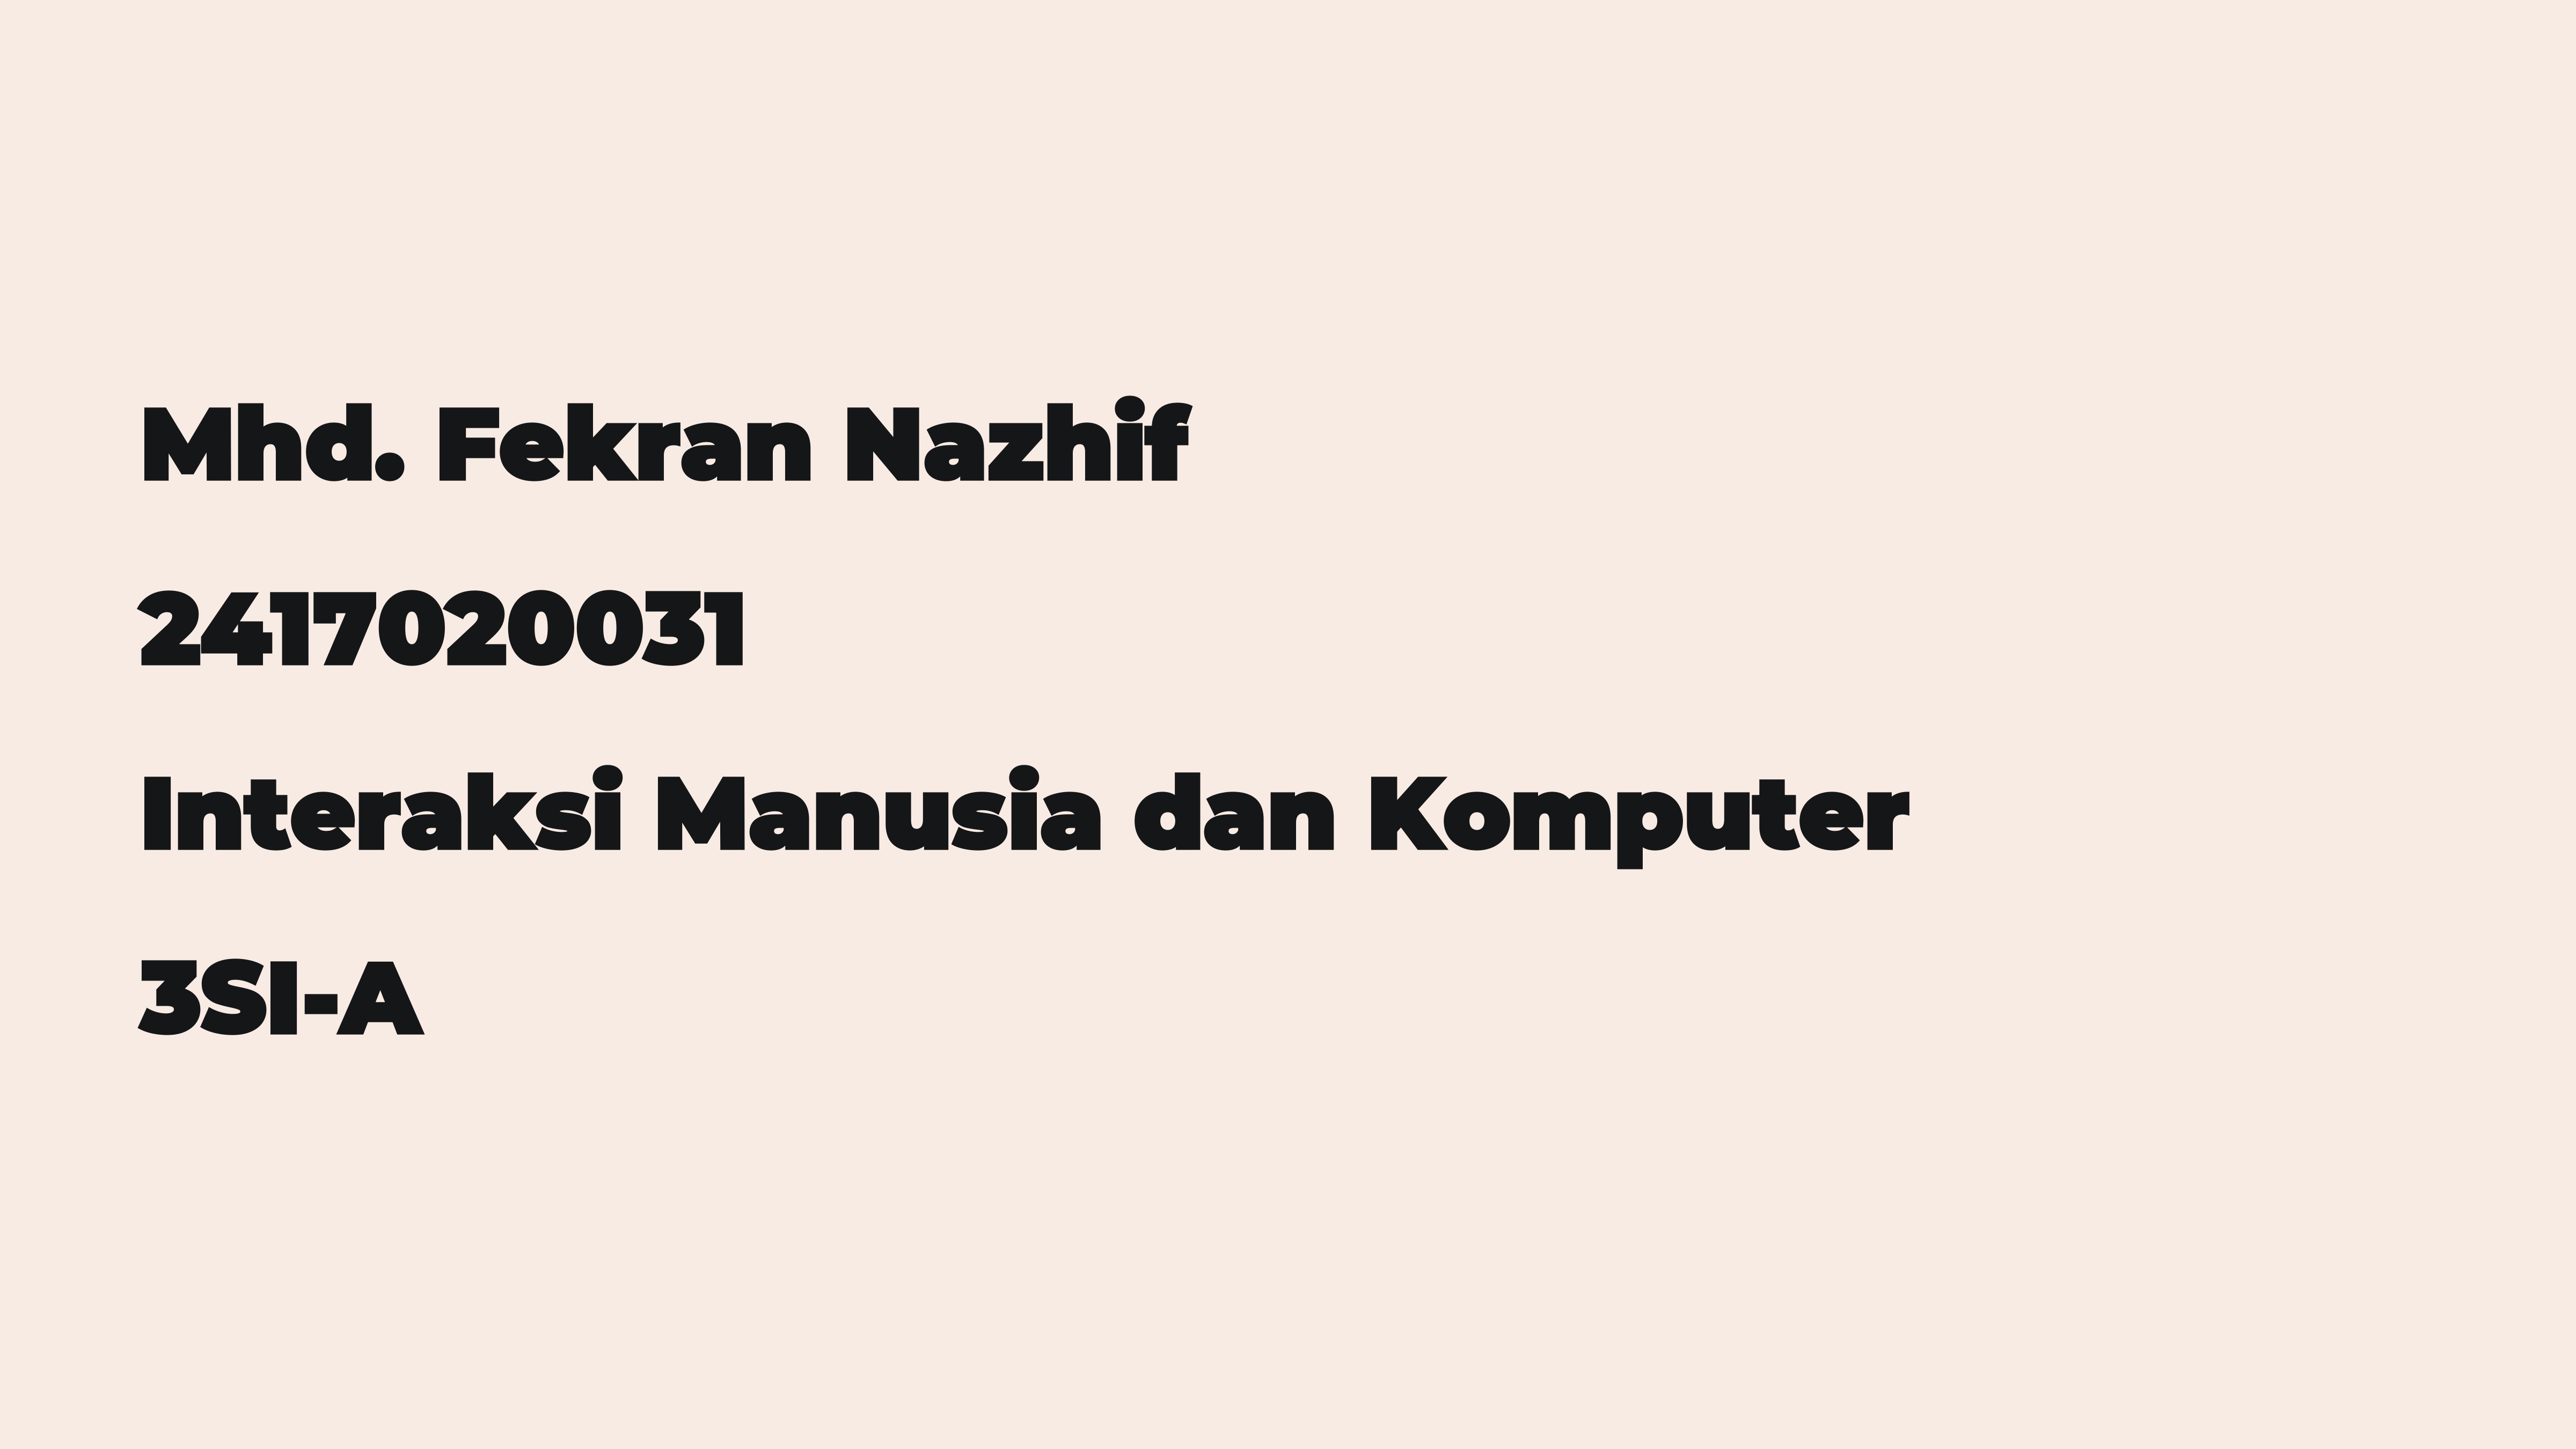 Mhd. Fekran Nazhif
2417020031
Interaksi Manusia dan Komputer
3SI-A